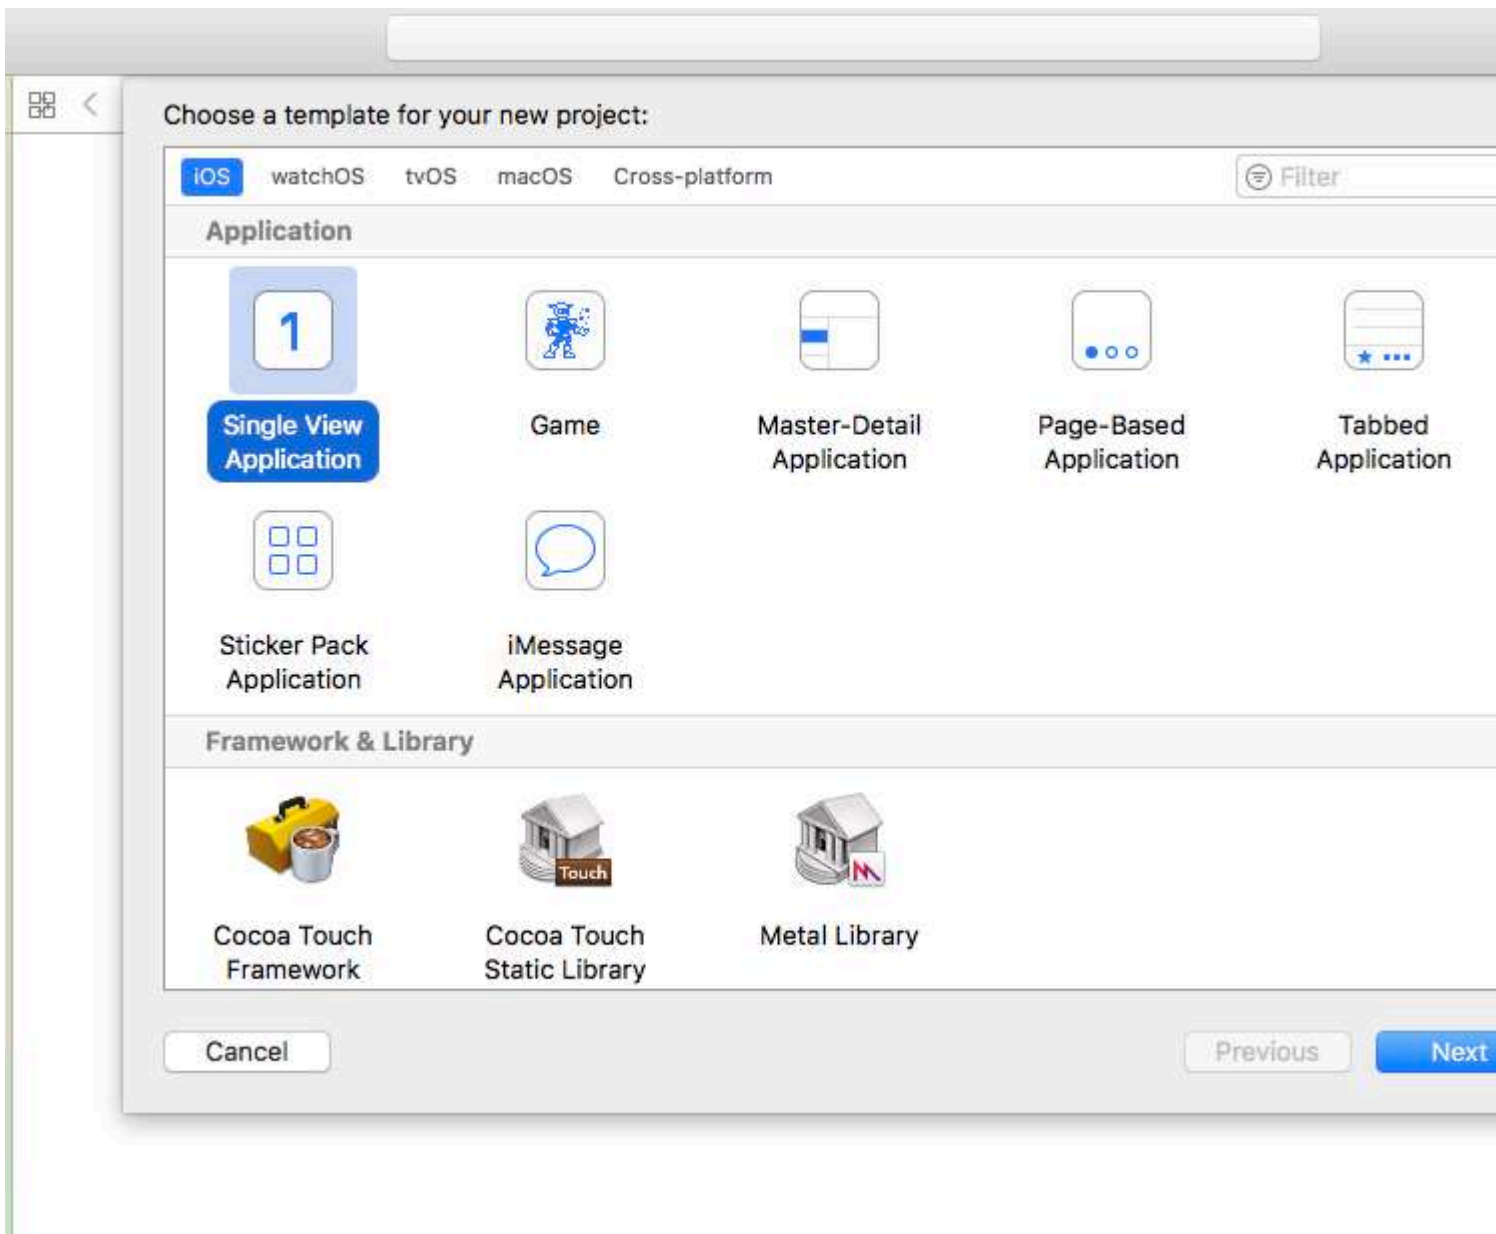 Choose a template for your new project:
iOS watchOS tvOS macOS Cross-platform Filter
Application
1
Single View Application
Game
Master-Detail Application
Page-Based Application
Tabbed Application
Sticker Pack Application
iMessage Application
Framework & Library
Touch
Cocoa Touch Framework
Cocoa Touch Static Library
Metal Library
Cancel Previous Next